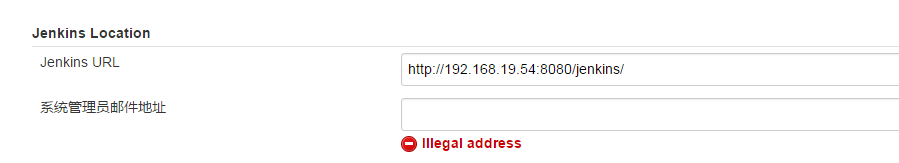 Jenkins Location
Jenkins URL
http://192.168.19.54:8080/jenkins/
系统管理员邮件地址
Illegal address